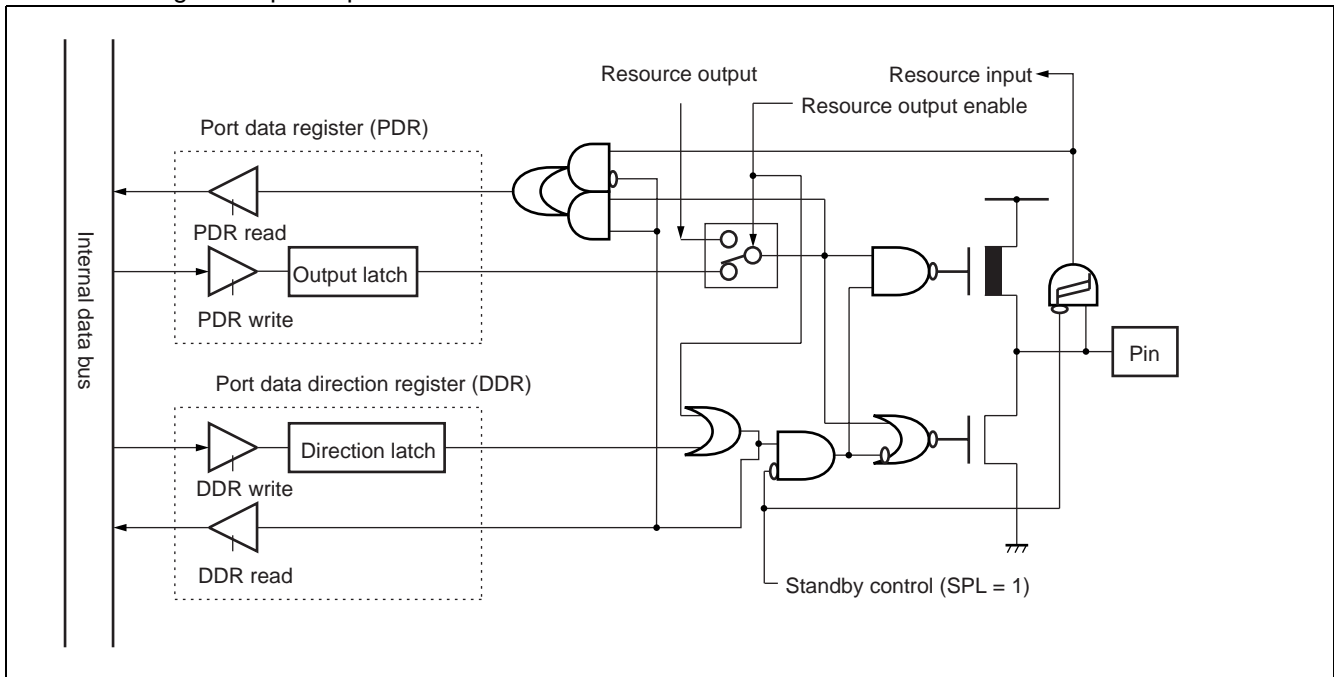 Resource output
Resource input
Resource output enable
Port data register (PDR)
PDR read
Output latch
PDR write
Internal data bus
Pin
Port data direction register (DDR)
Direction latch
DDR write
DDR read
Standby control (SPL = 1)